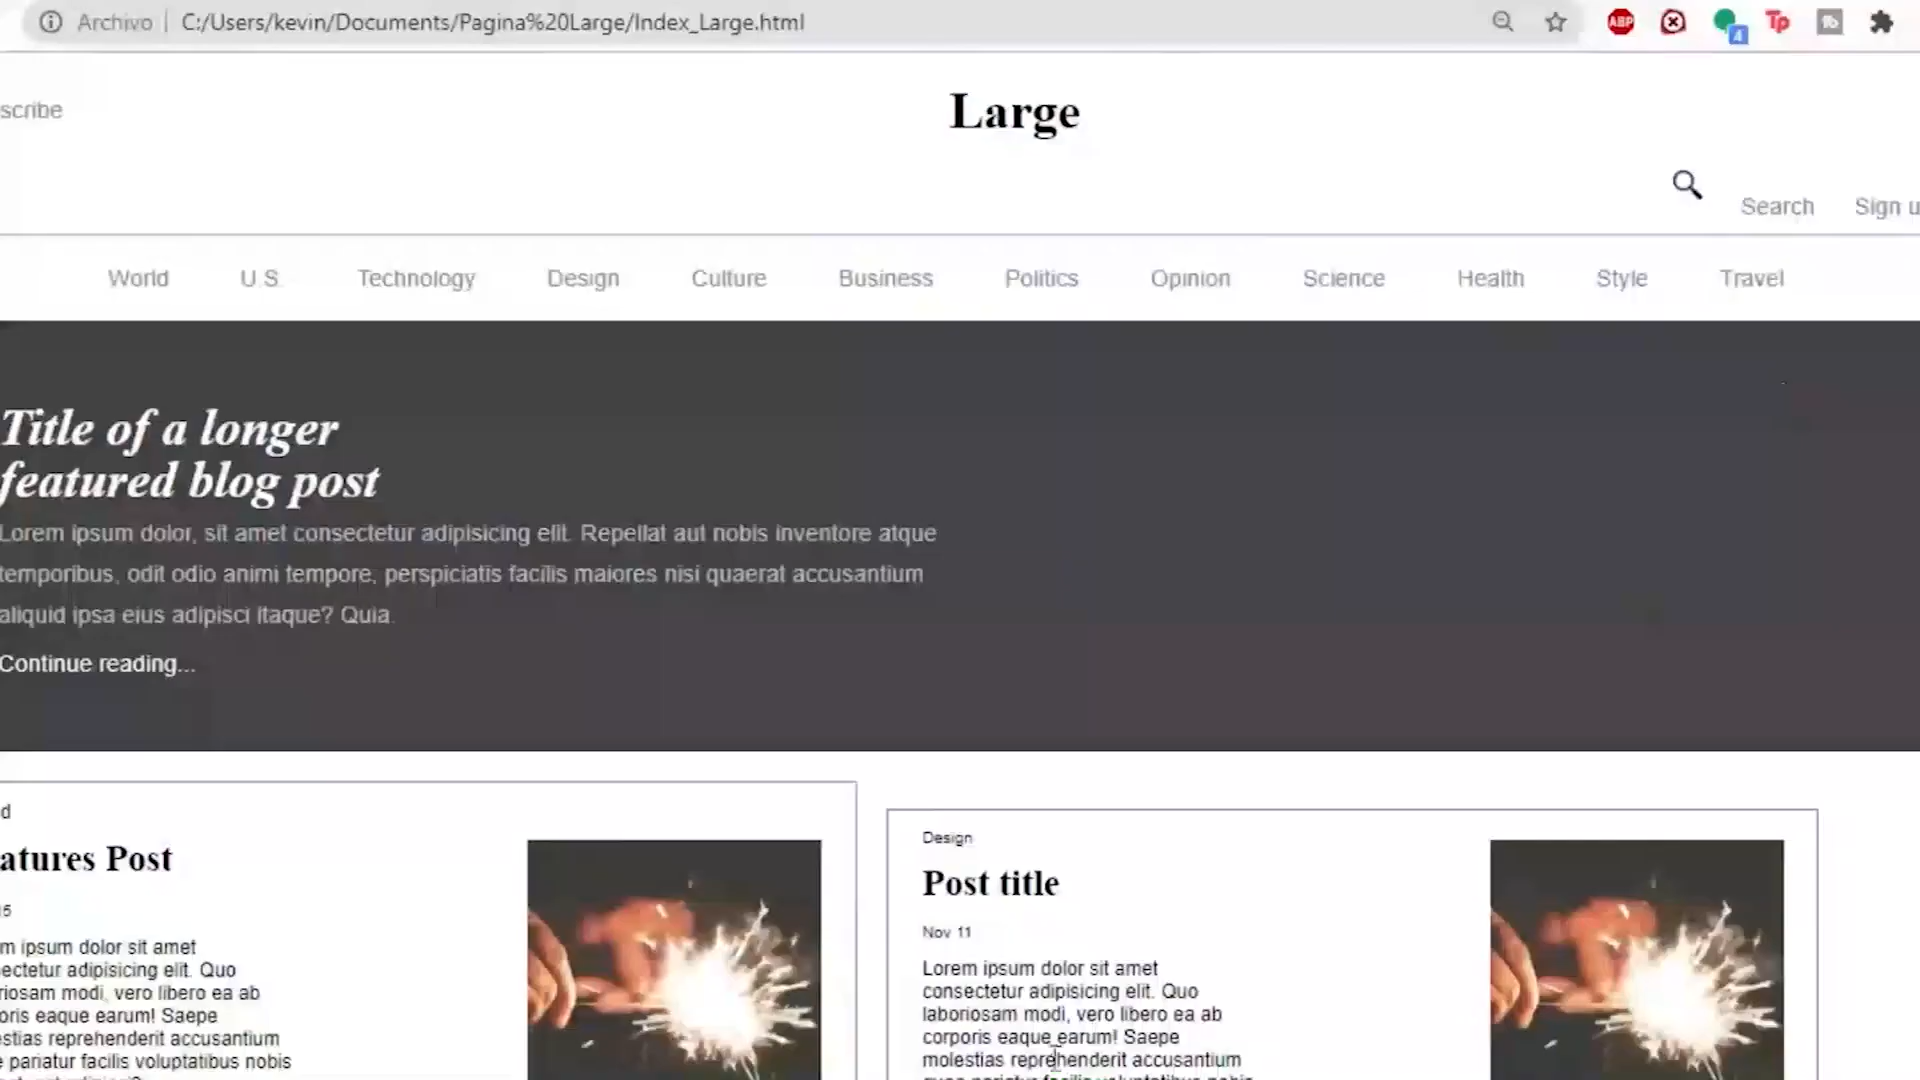 Archivo | C:/Users/kevin/Documents/Pagina%20Large/Index_Large.html
ABP
4
Tp
scribe
Large
Search
Sign u
World U.S. Technology Design Culture Business Politics Opinion Science Health Style Travel
Title of a longer
featured blog post
Lorem ipsum dolor, sit amet consectetur adipisicing elit. Repellat aut nobis inventore atque
temporibus, odit odio animi tempore, perspiciatis facilis maiores nisi quaerat accusantium
aliquid ipsa eius adipisci itaque? Quia.
Continue reading...
d
atures Post
m ipsum dolor sit amet
ectetur adipisicing elit. Quo
riosam modi, vero libero ea ab
oris eaque earum! Saepe
estias reprehenderit accusantium
e pariatur facilis voluptatibus nobis
Design
Post title
Nov 11
Lorem ipsum dolor sit amet
consectetur adipisicing elit. Quo
laboriosam modi, vero libero ea ab
corporis eaque earum! Saepe
molestias reprehenderit accusantium